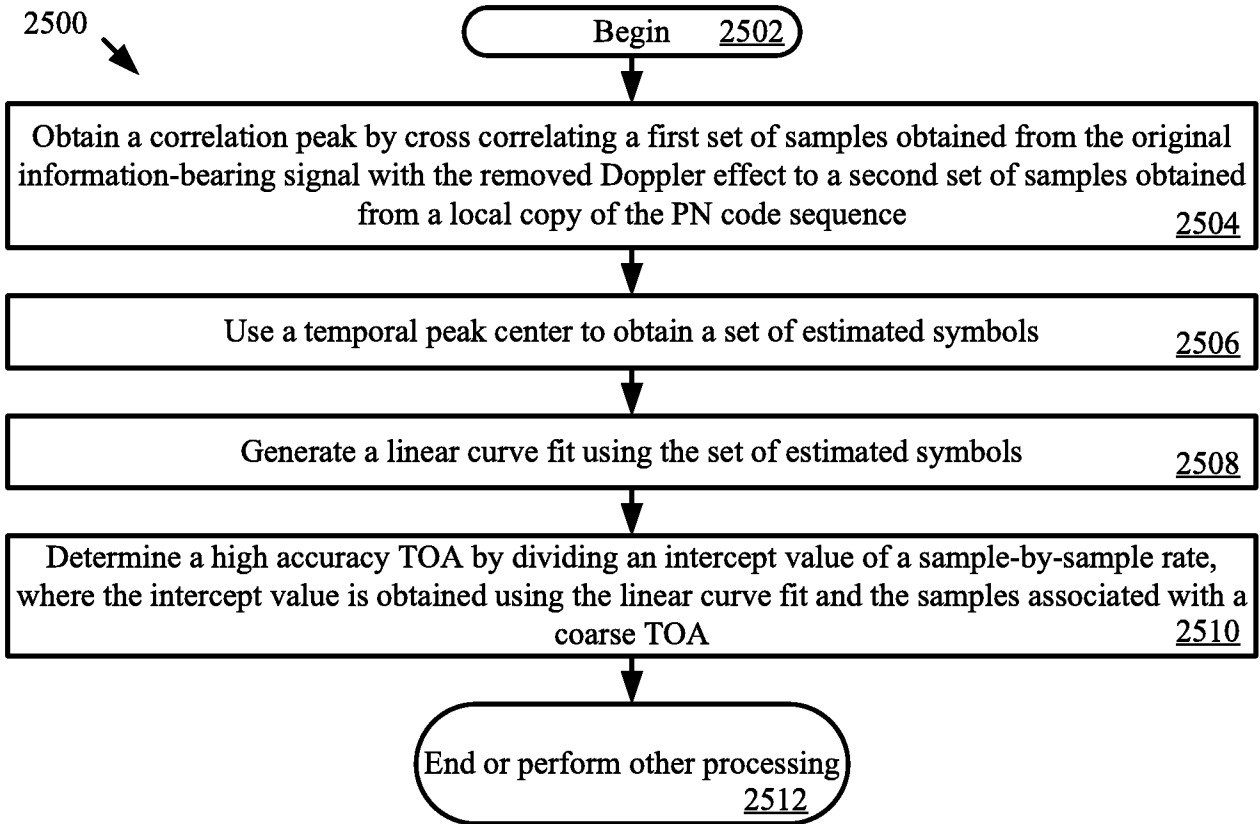 2500
Begin 2502
Obtain a correlation peak by cross correlating a first set of samples obtained from the original
information-bearing signal with the removed Doppler effect to a second set of samples obtained
from a local copy of the PN code sequence
2504
Use a temporal peak center to obtain a set of estimated symbols
2506
Generate a linear curve fit using the set of estimated symbols
2508
Determine a high accuracy TOA by dividing an intercept value of a sample-by-sample rate,
where the intercept value is obtained using the linear curve fit and the samples associated with a
coarse TOA 2510
End or perform other processing
2512